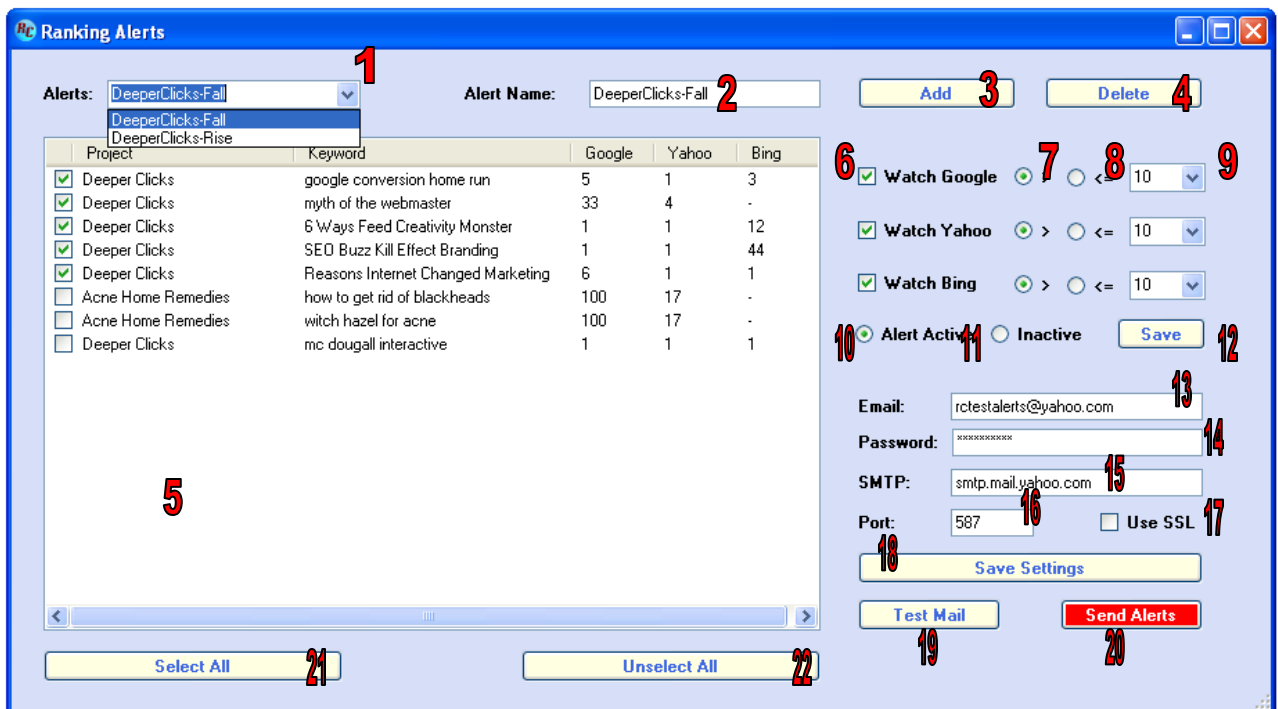 RC Ranking Alerts
1
Alerts: DeeperClicks-Fall Alert Name: DeeperClicks-Fall 2 Add 3 Delete 4
DeeperClicks-Fall
DeeperClicks-Rise
Project Keyword Google Yahoo Bing
Deeper Clicks google conversion home run 5 1 3
Deeper Clicks myth of the webmaster 33 4 -
Deeper Clicks 6 Ways Feed Creativity Monster 1 1 12
Deeper Clicks SEO Buzz Kill Effect Branding 1 1 44
Deeper Clicks Reasons Internet Changed Marketing 6 1 1
Acne Home Remedies how to get rid of blackheads 100 17 -
Acne Home Remedies witch hazel for acne 100 17 -
Deeper Clicks mc dougall interactive 1 1 1
5
6 7 8 9
Watch Google > <= 10
Watch Yahoo > <= 10
Watch Bing > <= 10
10 Alert Active 11 Inactive Save 12
Email: rctestalerts@yahoo.com 13
Password: ********** 14
SMTP: smtp.mail.yahoo.com 15
Port: 587 16 Use SSL 17
18
Save Settings
Test Mail Send Alerts
19 20
Select All 21 Unselect All 22